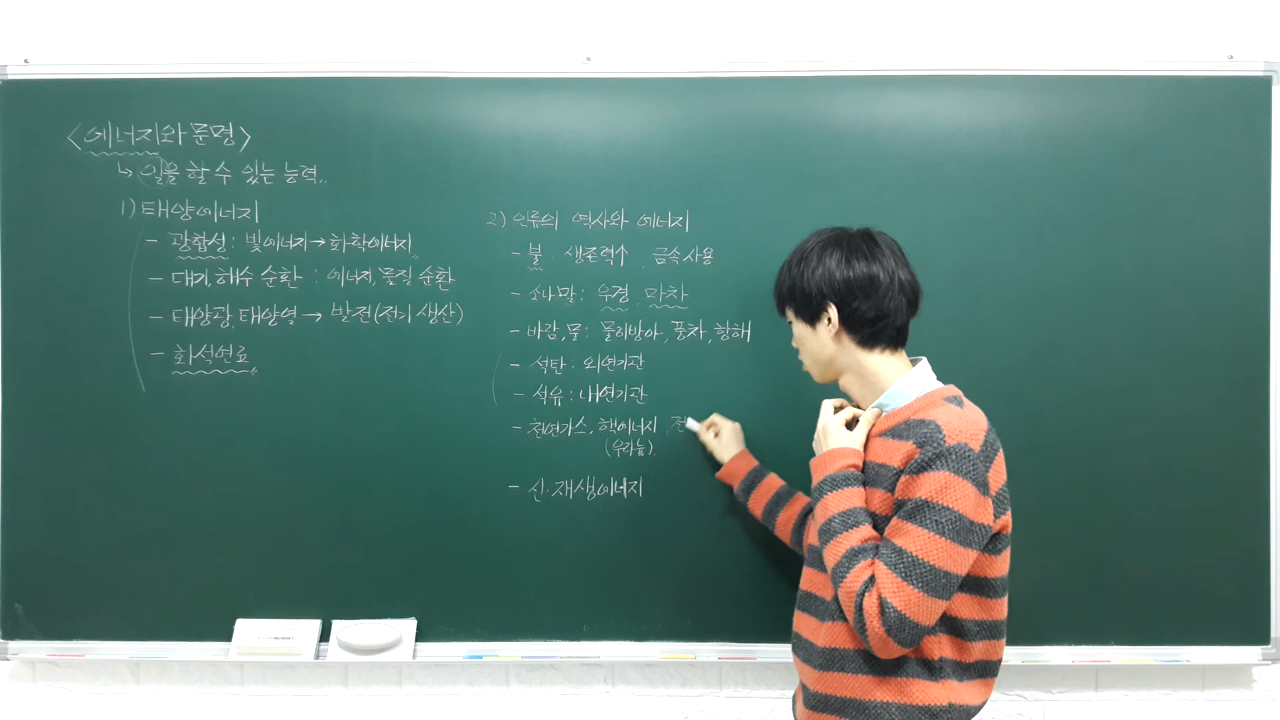 <에너지와 문명>
↳ 일을 할 수 있는 능력..
1) 태양에너지
- 광합성 : 빛에너지 → 화학에너지
- 대기, 해수 순환 : 에너지, 물질 순환
- 태양광, 태양열 → 발전(전기 생산)
- 화석연료
2) 인류의 역사와 에너지
- 불 . 생존력↑ , 금속 사용
- 소나 말 : 우경, 마차
- 바람, 물 : 물레방아, 풍차, 항해
- 석탄 : 외연기관
- 석유 : 내연기관
- 천연가스, 핵에너지, 전
(우라늄).
- 신·재생에너지